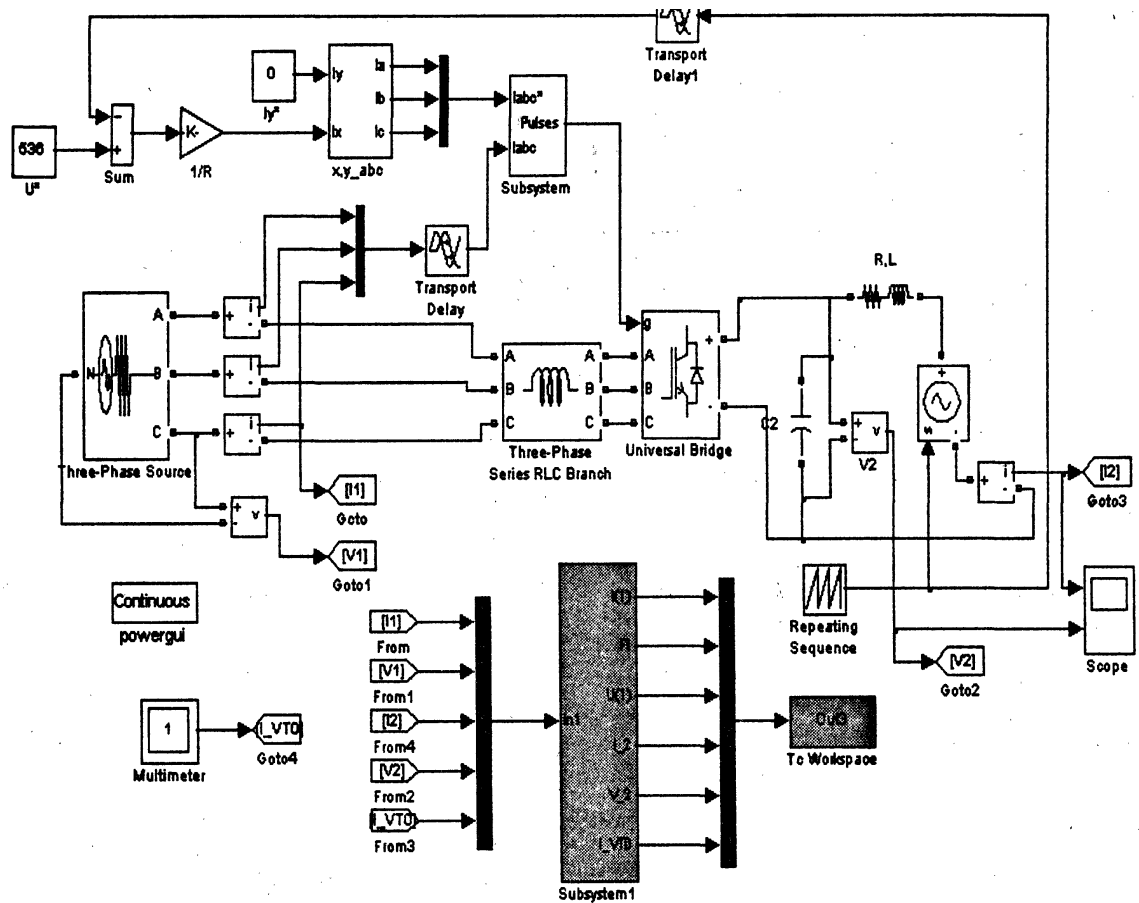 Transport
Delay1
0
Iy*
Iy
Ix
Ia
Ib
Ic
x,y_abc
Iabc*
Pulses
Iabc
Subsystem
536
U*
-
+
Sum
K-
1/R
Transport
Delay
R,L
N
A
B
C
Three-Phase Source
+
i
-
+
i
-
+
i
-
A
B
C
A
B
C
Three-Phase
Series RLC Branch
g
A
B
C
+
-
Universal Bridge
C2
+
-
v
V2
+
s
-
+
i
-
[I2]
Goto3
[I1]
Goto
+
-
v
[V1]
Goto1
Continuous
powergui
Repeating
Sequence
Scope
[V2]
Goto2
1
Multimeter
I_VT0
Goto4
[I1]
From
[V1]
From1
[I2]
From4
[V2]
From2
I_VT0
From3
In1
U(1)
I_2
V_2
I_VT0
Subsystem1
To Workspace